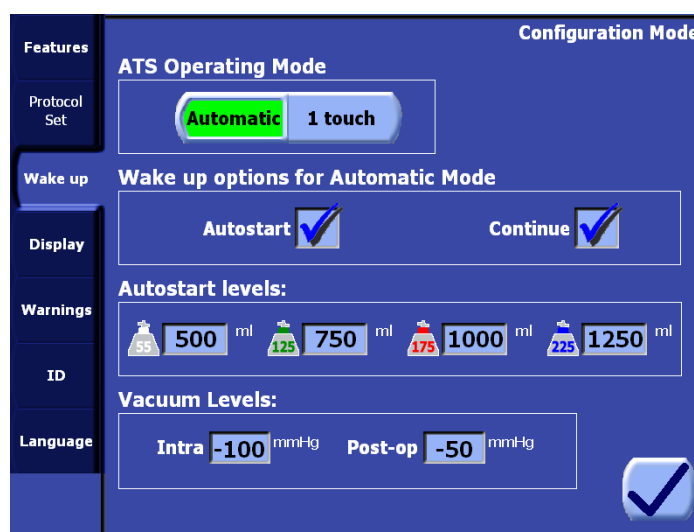 Configuration Mode
Features
Protocol
Set
Wake up
Display
Warnings
ID
Language
ATS Operating Mode
Automatic 1 touch
Wake up options for Automatic Mode
Autostart Continue
Autostart levels:
55 500 ml 125 750 ml 175 1000 ml 225 1250 ml
Vacuum Levels:
Intra -100 mmHg Post-op -50 mmHg